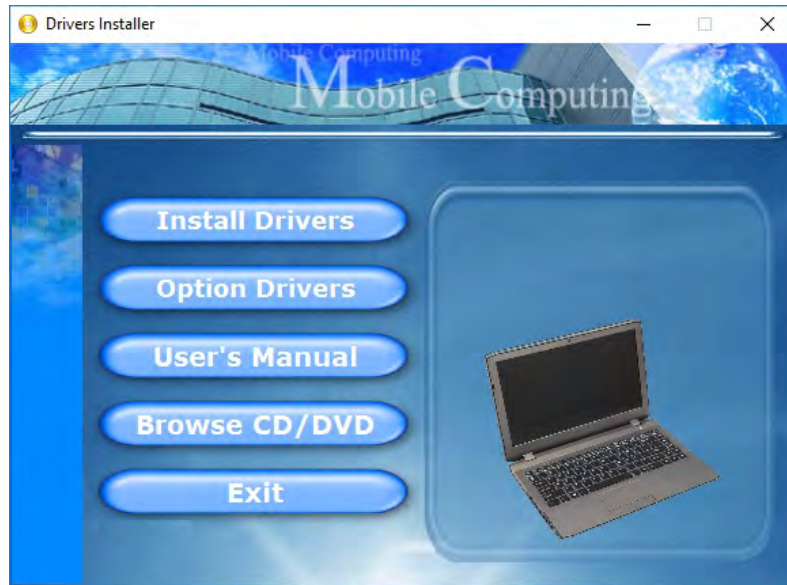 Drivers Installer
Mobile Computing
Mobile Computing
Install Drivers
Option Drivers
User's Manual
Browse CD/DVD
Exit